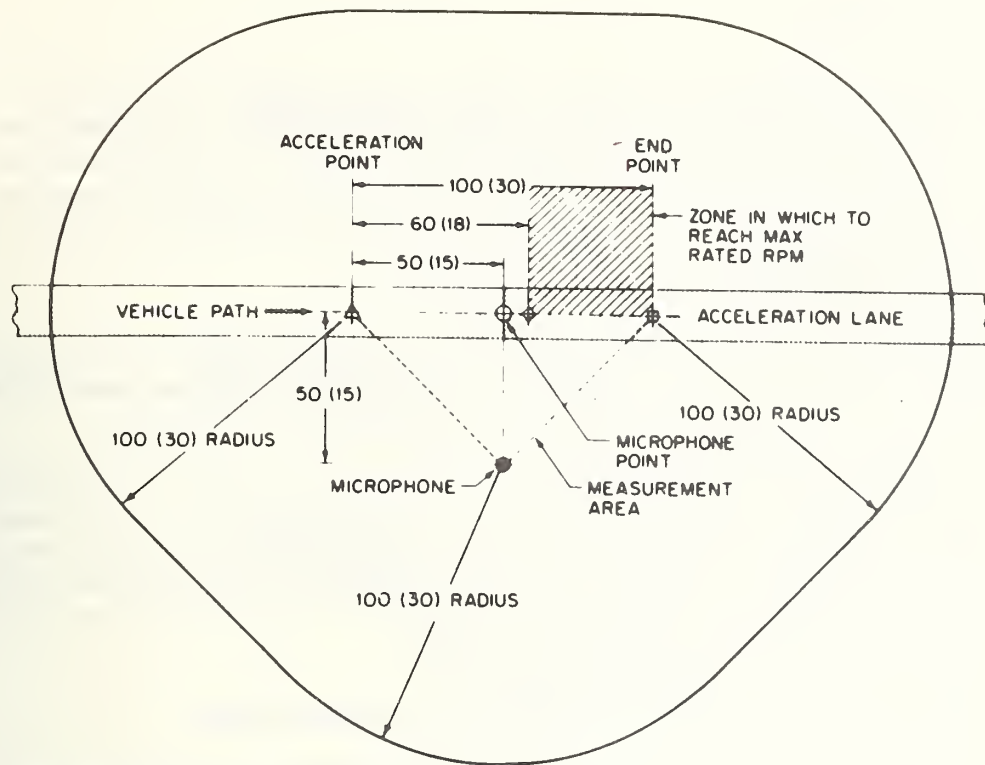 ACCELERATION
POINT
END
POINT
100 (30)
60 (18)
50 (15)
ZONE IN WHICH TO
REACH MAX
RATED RPM
VEHICLE PATH
ACCELERATION LANE
50 (15)
100 (30) RADIUS
100 (30) RADIUS
MICROPHONE
POINT
MICROPHONE
MEASUREMENT
AREA
100 (30) RADIUS